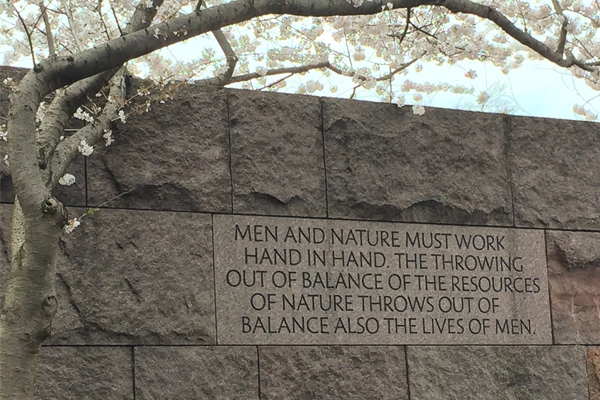 MEN AND NATURE MUST WORK
HAND IN HAND. THE THROWING
OUT OF BALANCE OF THE RESOURCES
OF NATURE THROWS OUT OF
BALANCE ALSO THE LIVES OF MEN.